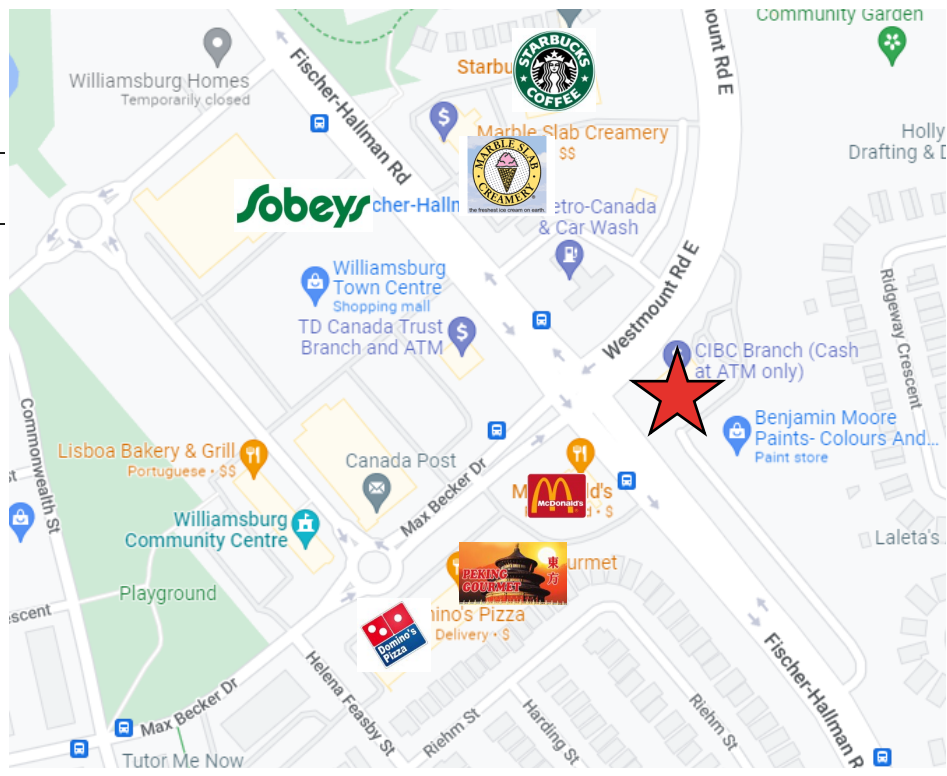 Community Garden
Westmount Rd E
Williamsburg Homes
Temporarily closed
Fischer-Hallman Rd
Starbu
STARBUCKS
COFFEE
Marble Slab Creamery
$$
MARBLE SLAB
CREAMERY
the freshest ice cream on earth.
Holly
Drafting & D
Sobeys
cher-Halln
etro-Canada
& Car Wash
Williamsburg
Town Centre
Shopping mall
TD Canada Trust
Branch and ATM
Westmount Rd E
Ridgeway Crescent
CIBC Branch (Cash
at ATM only)
Benjamin Moore
Paints- Colours And...
Paint store
Commonwealth St
Lisboa Bakery & Grill
Portuguese • $$
Canada Post
Max Becker Dr
M
d's
McDonald's
d • $
Williamsburg
Community Centre
Laleta's
PEKING
GOURMET
東
方
urmet
Playground
escent
nino's Pizza
Delivery • $
Domino's
Pizza
Helena Feasby St
Max Becker Dr
Riehm St
Harding St
Riehm St
Fischer-Hallman R
Tutor Me Now